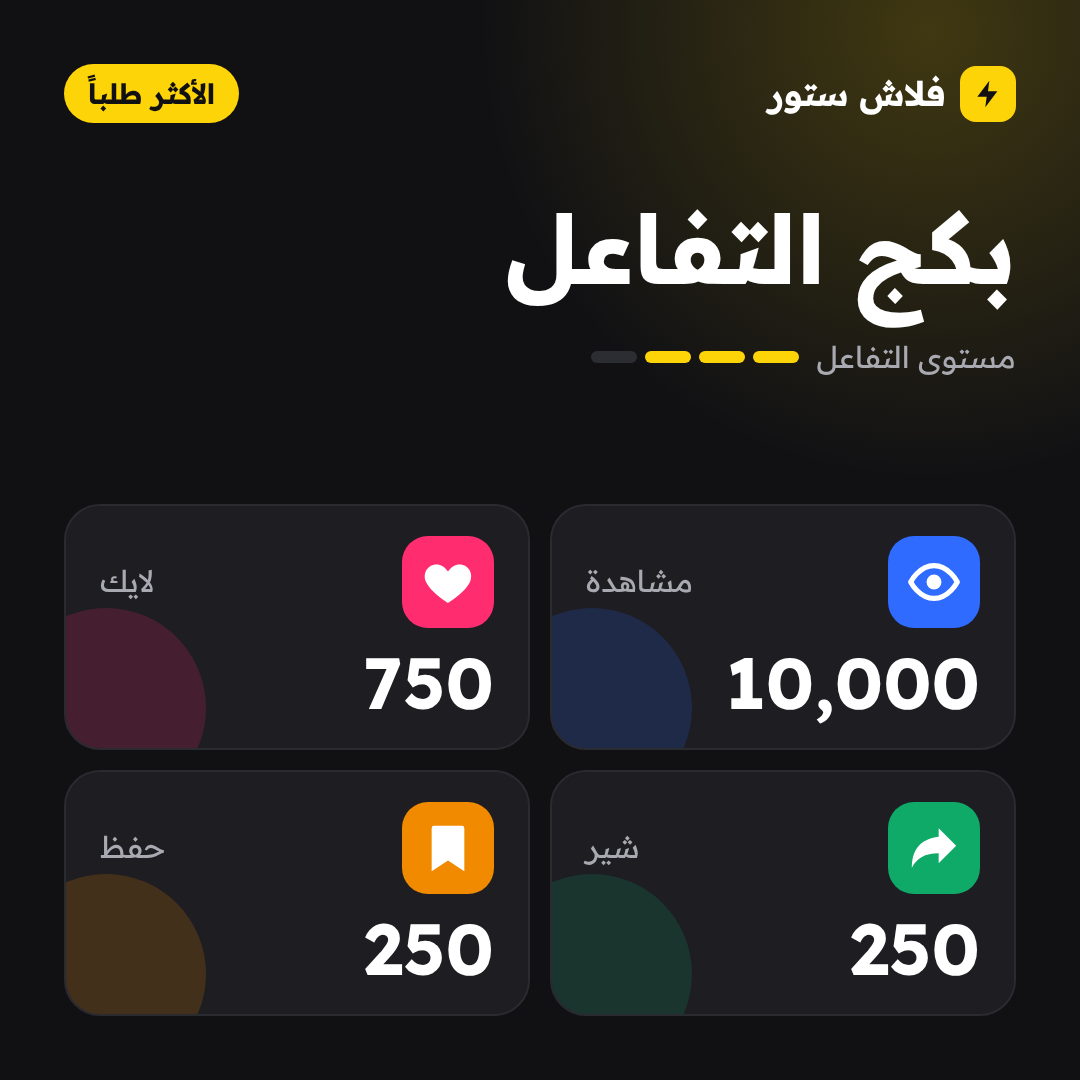 فلاش ستور
الأكثر طلباً
بكج التفاعل
مستوى التفاعل
مشاهدة
10,000
لايك
750
شير
250
حفظ
250